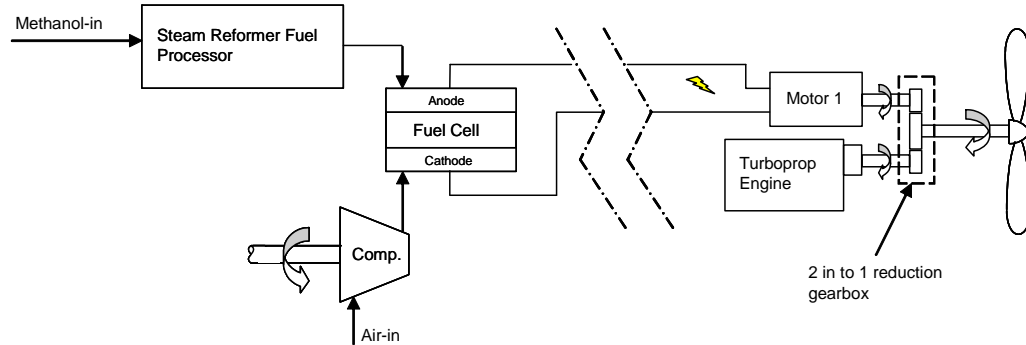 Methanol-in
Steam Reformer Fuel
Processor
Anode
Fuel Cell
Cathode
Motor 1
Turboprop
Engine
Comp.
2 in to 1 reduction
gearbox
Air-in